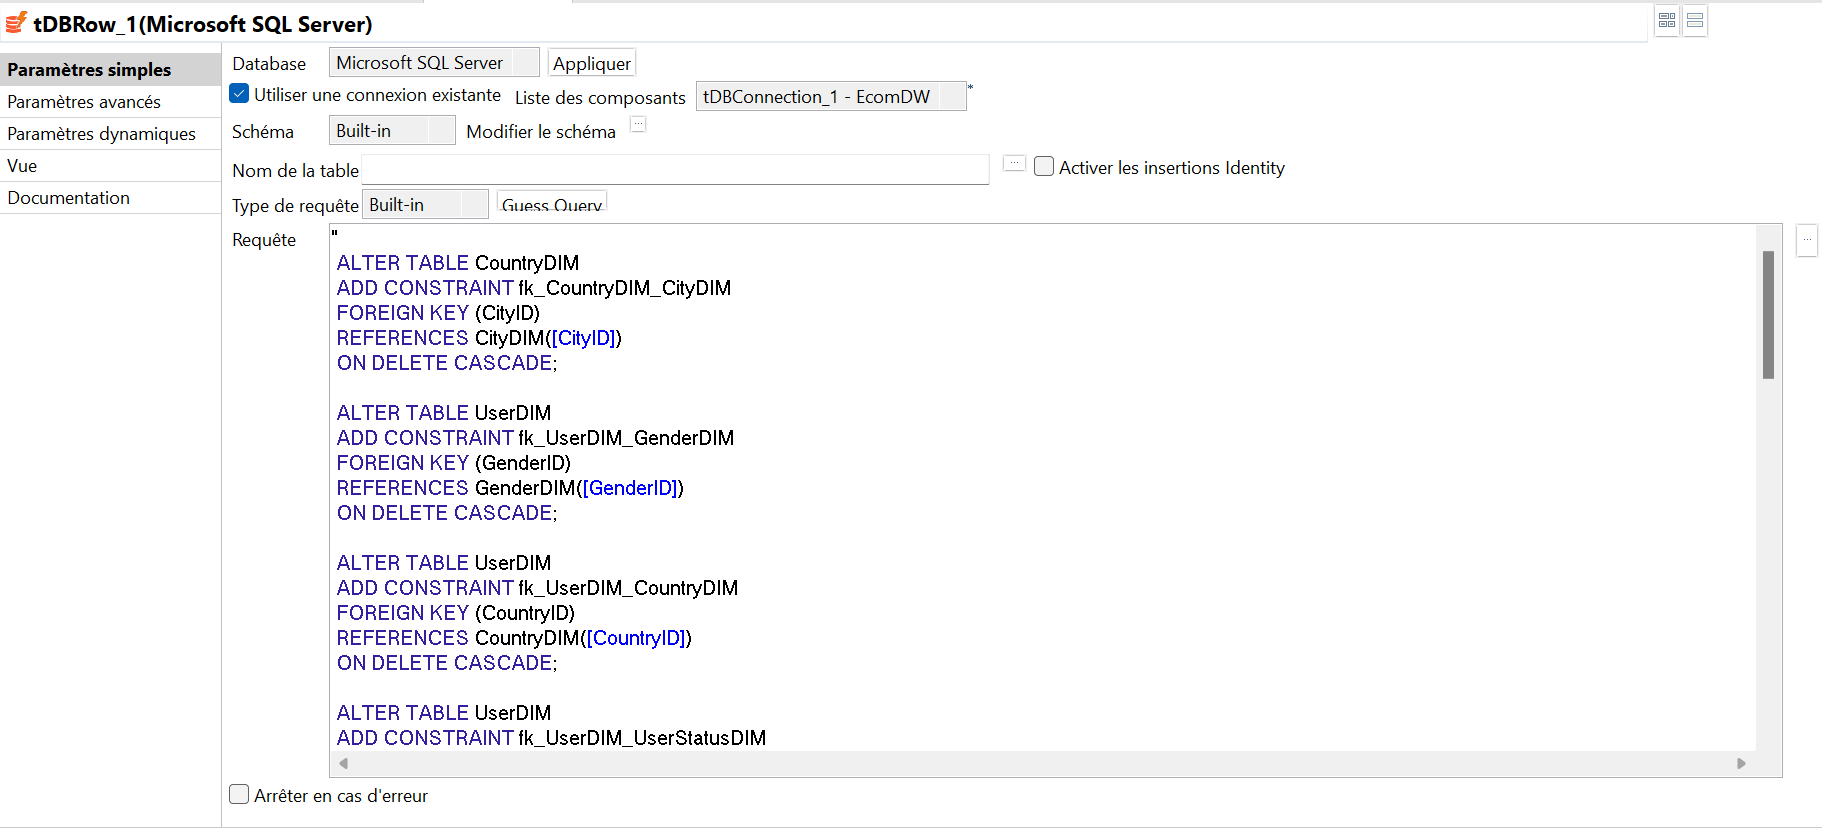 tDBRow_1(Microsoft SQL Server)
Paramètres simples
Paramètres avancés
Paramètres dynamiques
Vue
Documentation
Database Microsoft SQL Server Appliquer
Utiliser une connexion existante Liste des composants tDBConnection_1 - EcomDW *
Schéma Built-in Modifier le schéma ...
Nom de la table ... Activer les insertions Identity
Type de requête Built-in Guess Query
Requête ...
"
ALTER TABLE CountryDIM
ADD CONSTRAINT fk_CountryDIM_CityDIM
FOREIGN KEY (CityID)
REFERENCES CityDIM([CityID])
ON DELETE CASCADE;
ALTER TABLE UserDIM
ADD CONSTRAINT fk_UserDIM_GenderDIM
FOREIGN KEY (GenderID)
REFERENCES GenderDIM([GenderID])
ON DELETE CASCADE;
ALTER TABLE UserDIM
ADD CONSTRAINT fk_UserDIM_CountryDIM
FOREIGN KEY (CountryID)
REFERENCES CountryDIM([CountryID])
ON DELETE CASCADE;
ALTER TABLE UserDIM
ADD CONSTRAINT fk_UserDIM_UserStatusDIM
Arrêter en cas d'erreur